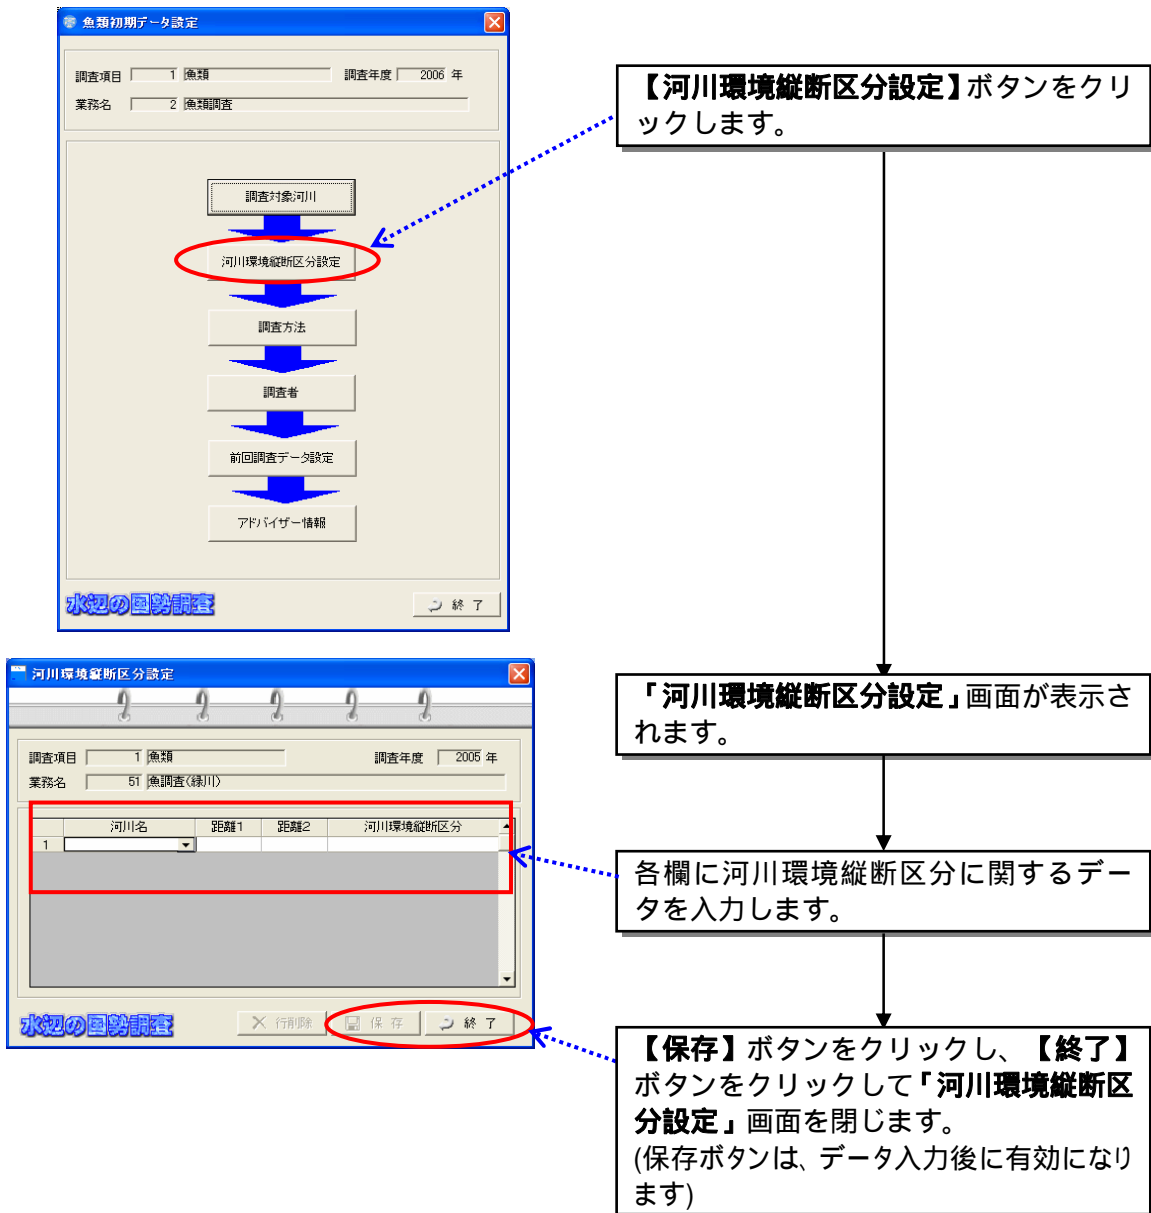 魚類初期データ設定
調査項目 1 魚類 調査年度 2006 年
業務名 2 魚類調査
調査対象河川
河川環境縦断区分設定
調査方法
調査者
前回調査データ設定
アドバイザー情報
水辺の国勢調査
終 了
【河川環境縦断区分設定】ボタンをクリ
ックします。
河川環境縦断区分設定
調査項目 1 魚類 調査年度 2005 年
業務名 51 魚調査(緑川)
河川名 距離1 距離2 河川環境縦断区分
1
水辺の国勢調査
行削除 保 存 終 了
「河川環境縦断区分設定」画面が表示さ
れます。
各欄に河川環境縦断区分に関するデー
タを入力します。
【保存】ボタンをクリックし、【終了】
ボタンをクリックして「河川環境縦断区
分設定」画面を閉じます。
(保存ボタンは、データ入力後に有効になり
ます)